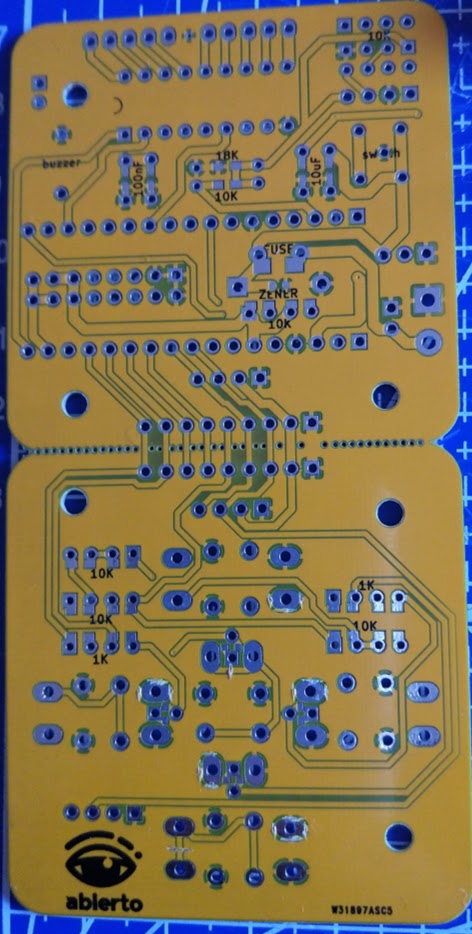 10K
buzzer
100nF
18K
10K
10uF
switch
FUSE
ZENER
10K
10K
1K
10K
10K
1K
abierto
W31897ASC5